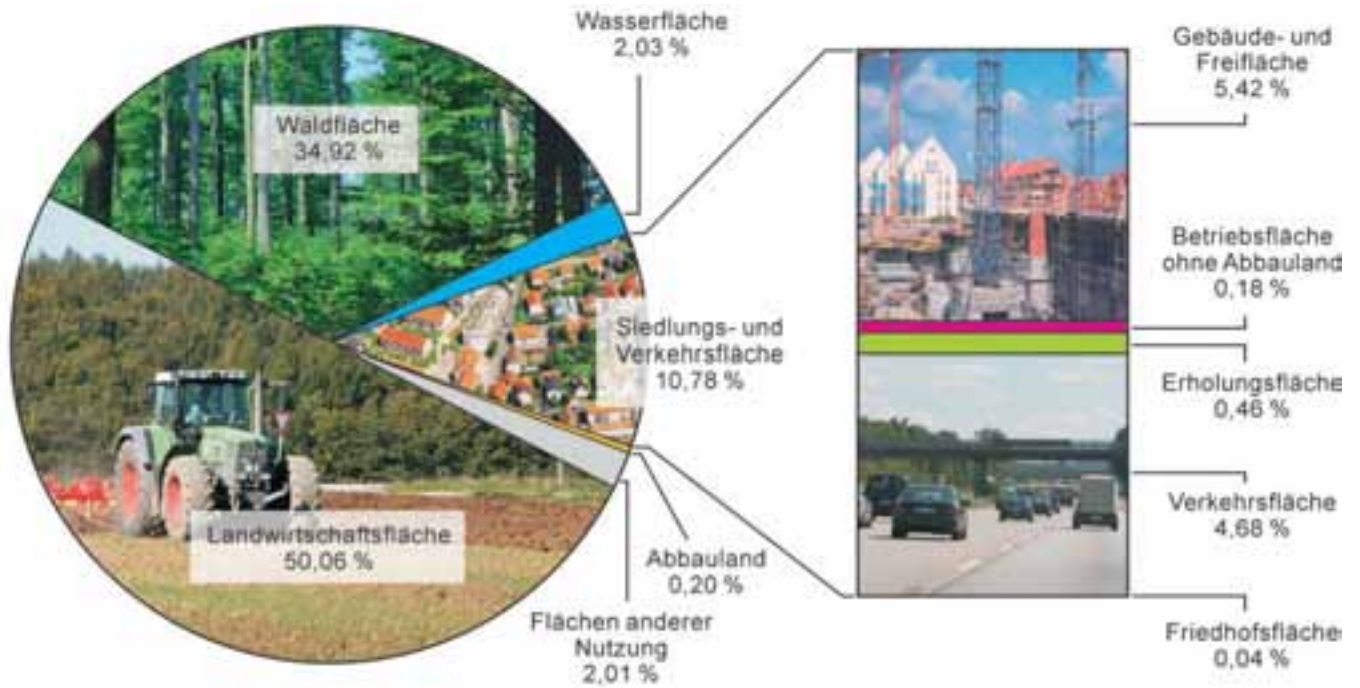 Wasserfläche
2,03 %
Waldfläche
34,92 %
Siedlungs- und
Verkehrsfläche
10,78 %
Landwirtschaftsfläche
50,06 %
Abbauland
0,20 %
Flächen anderer
Nutzung
2,01 %
Gebäude- und
Freifläche
5,42 %
Betriebsfläche
ohne Abbauland
0,18 %
Erholungsfläche
0,46 %
Verkehrsfläche
4,68 %
Friedhofsfläche
0,04 %